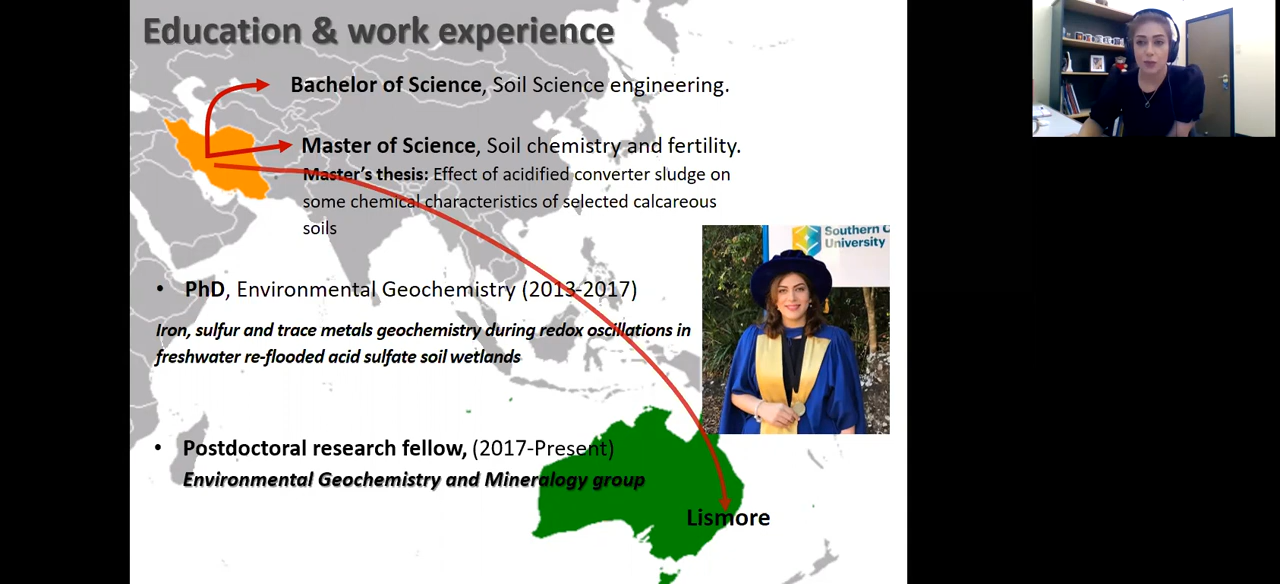 Education & work experience
Bachelor of Science, Soil Science engineering.
Master of Science, Soil chemistry and fertility.
Master's thesis: Effect of acidified converter sludge on
some chemical characteristics of selected calcareous
soils
Southern C
University
• PhD, Environmental Geochemistry (2013-2017)
Iron, sulfur and trace metals geochemistry during redox oscillations in
freshwater re-flooded acid sulfate soil wetlands
• Postdoctoral research fellow, (2017-Present)
Environmental Geochemistry and Mineralogy group
Lismore